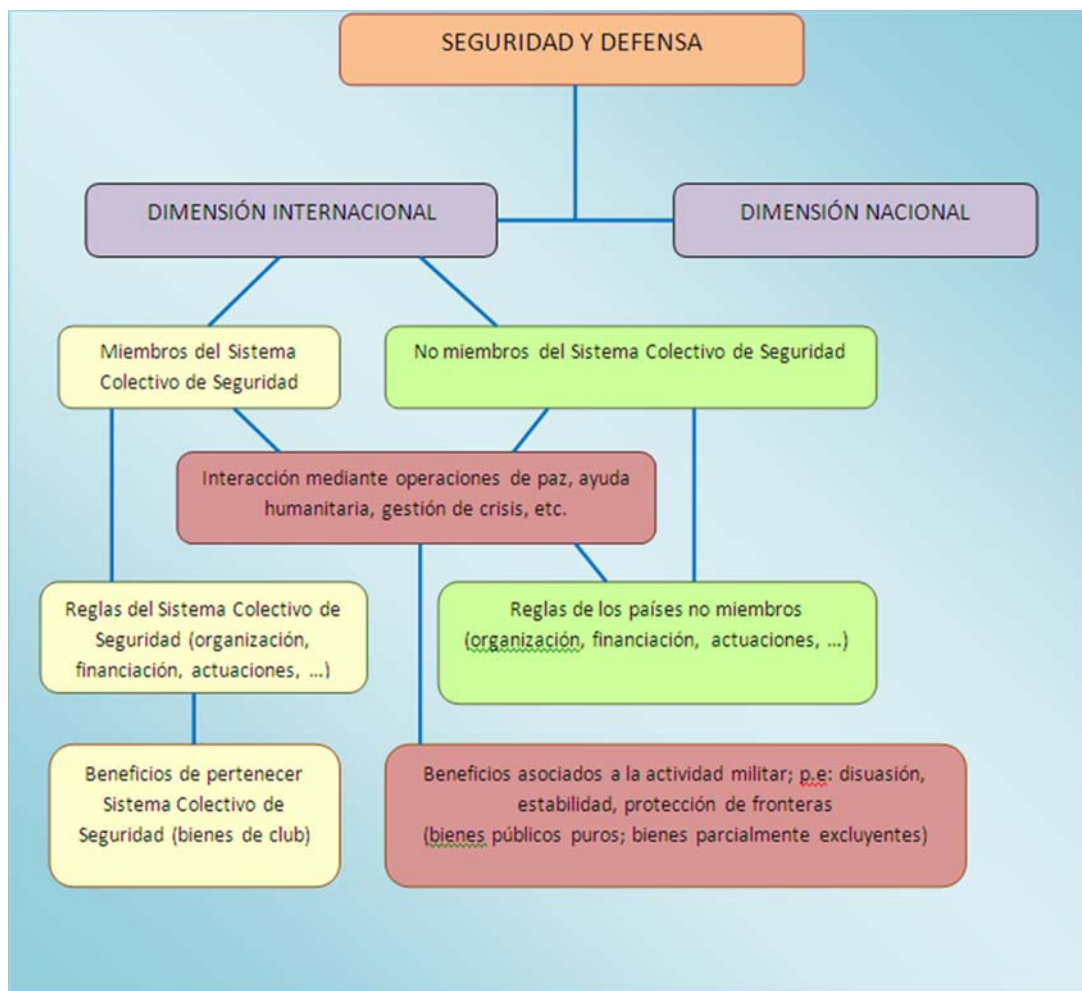 SEGURIDAD Y DEFENSA
DIMENSIÓN INTERNACIONAL
DIMENSIÓN NACIONAL
Miembros del Sistema
Colectivo de Seguridad
No miembros del Sistema Colectivo de Seguridad
Interacción mediante operaciones de paz, ayuda
humanitaria, gestión de crisis, etc.
Reglas del Sistema Colectivo de
Seguridad (organización,
financiación, actuaciones, ...)
Reglas de los países no miembros
(organización, financiación, actuaciones, ...)
Beneficios de pertenecer
Sistema Colectivo de
Seguridad (bienes de club)
Beneficios asociados a la actividad militar; p.e: disuasión,
estabilidad, protección de fronteras
(bienes públicos puros; bienes parcialmente excluyentes)